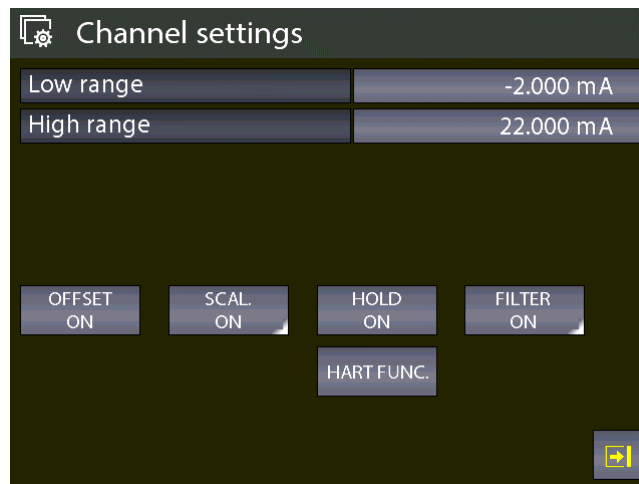 Channel settings
Low range -2.000 mA
High range 22.000 mA
OFFSET ON
SCAL. ON
HOLD ON
FILTER ON
HART FUNC.